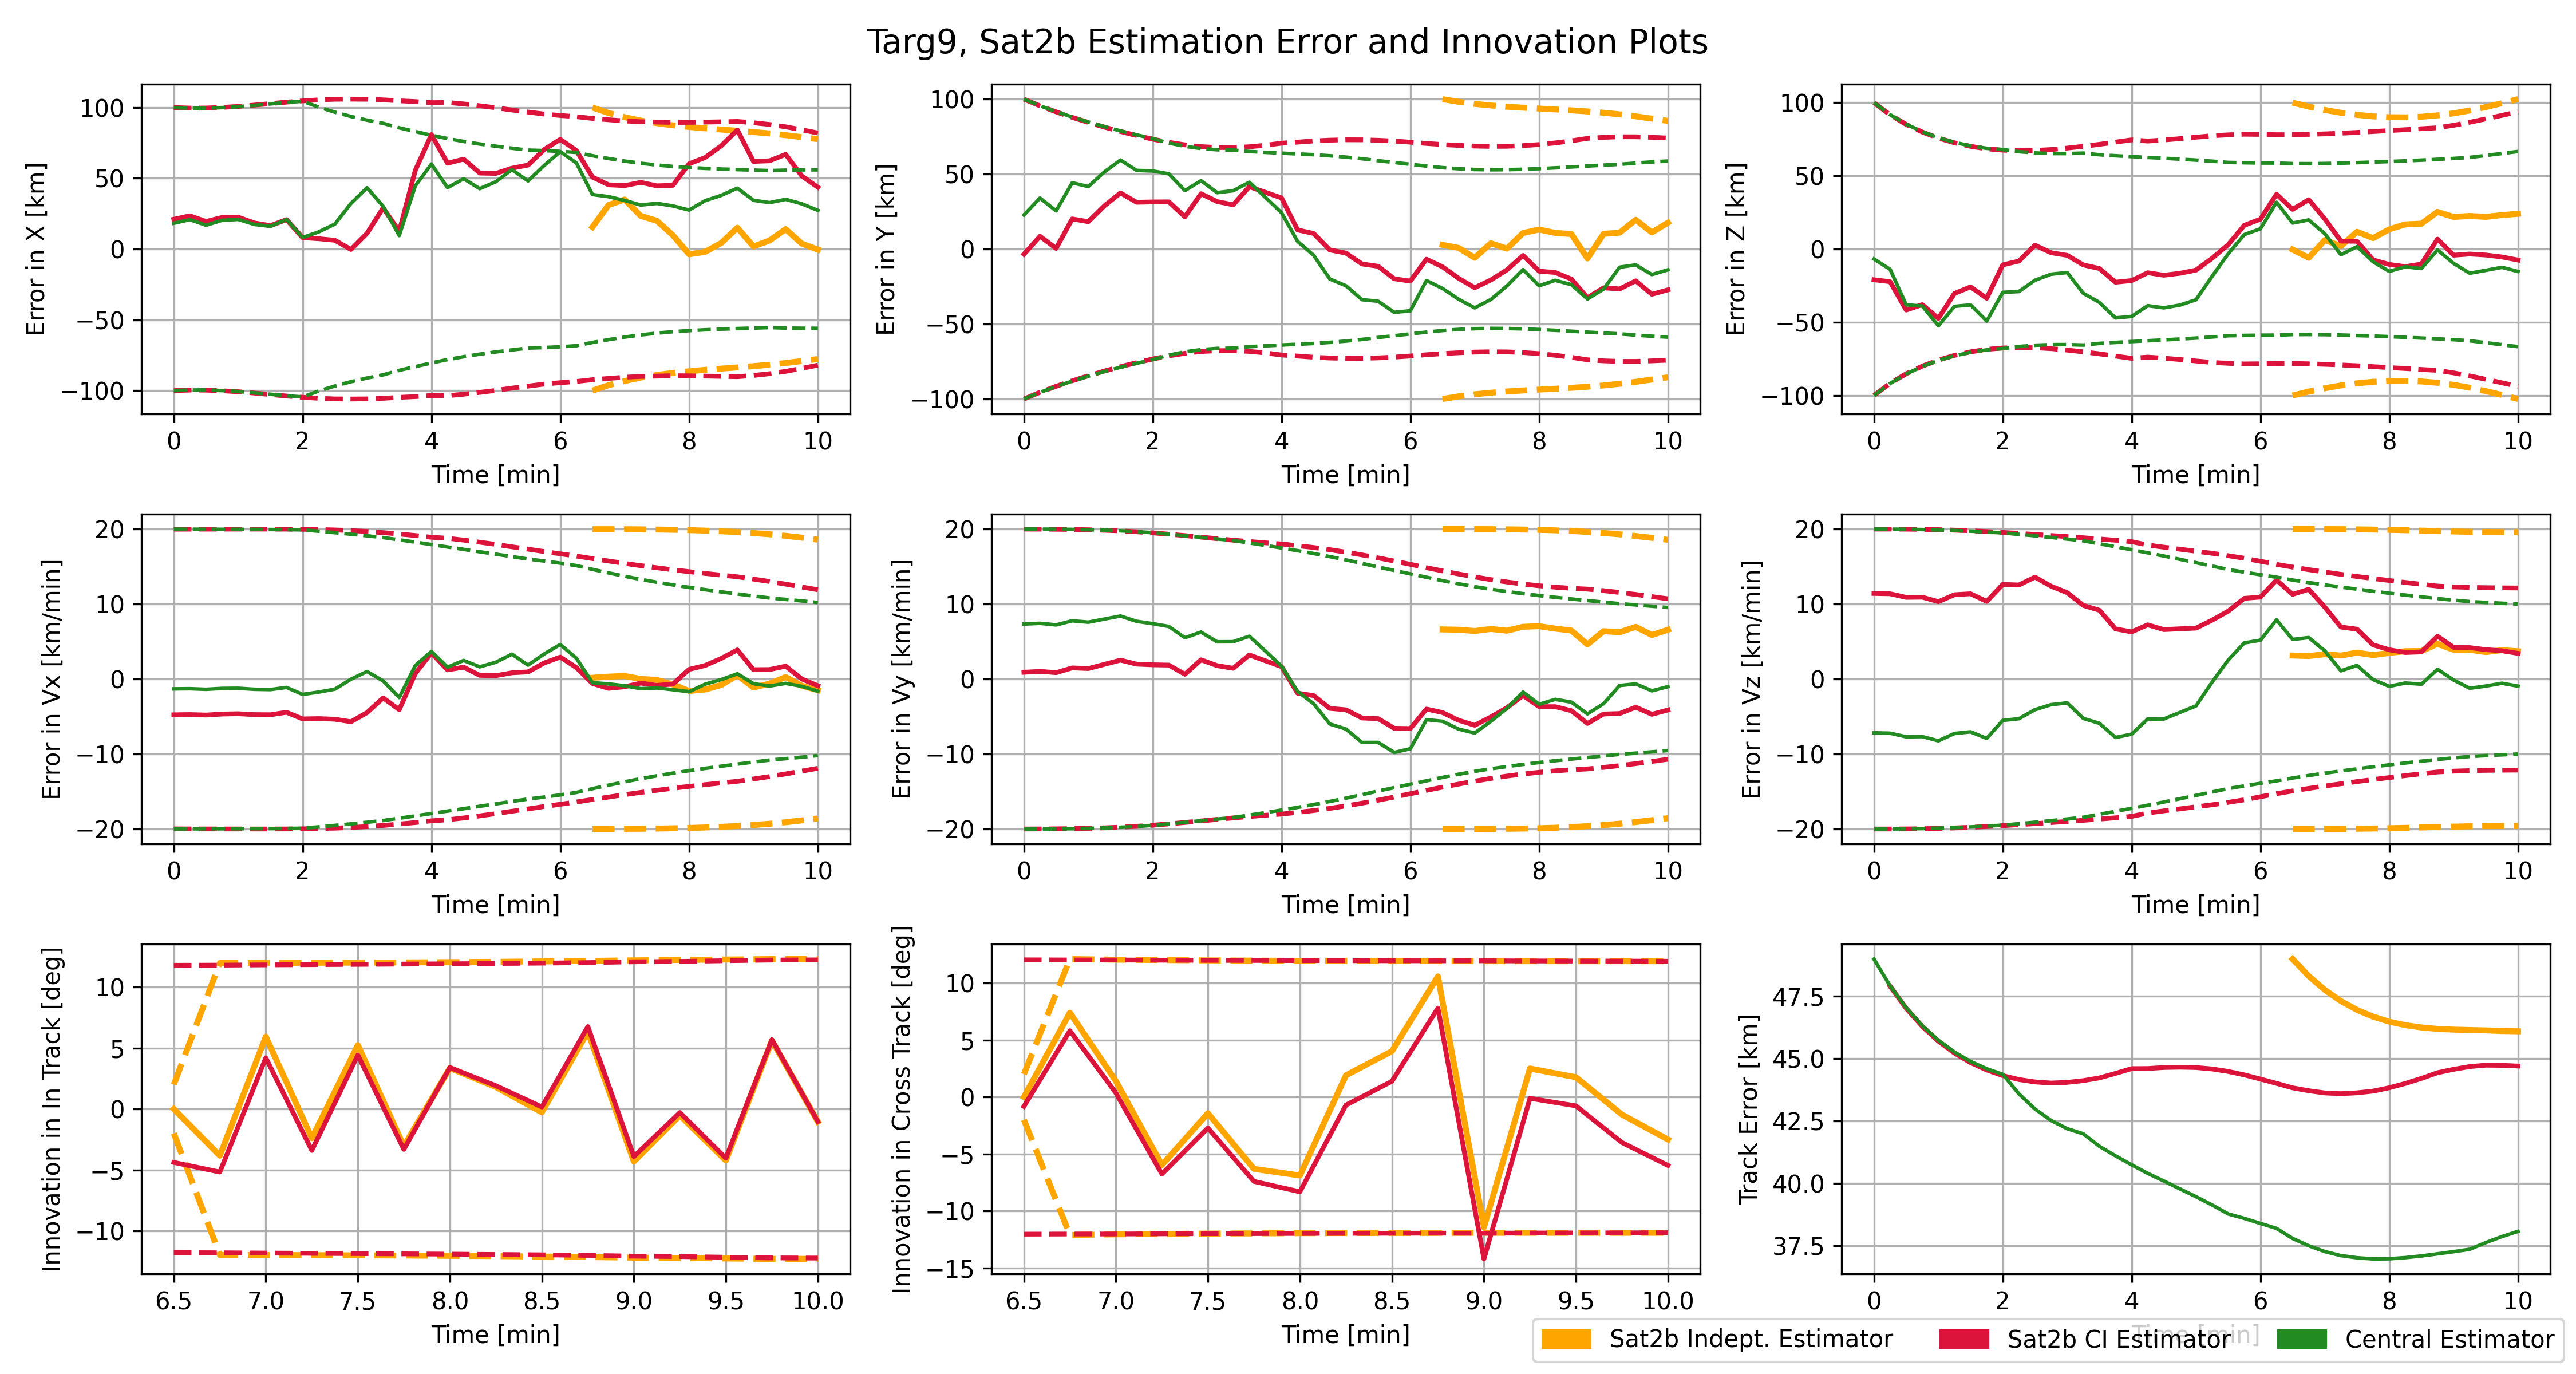 Targ9, Sat2b Estimation Error and Innovation Plots
Error in X [km]
100
50
0
−50
−100
0 2 4 6 8 10
Time [min]
Error in Y [km]
100
50
0
−50
−100
0 2 4 6 8 10
Time [min]
Error in Z [km]
100
50
0
−50
−100
0 2 4 6 8 10
Time [min]
Error in Vx [km/min]
20
10
0
−10
−20
0 2 4 6 8 10
Time [min]
Error in Vy [km/min]
20
10
0
−10
−20
0 2 4 6 8 10
Time [min]
Error in Vz [km/min]
20
10
0
−10
−20
0 2 4 6 8 10
Time [min]
Innovation in In Track [deg]
10
5
0
−5
−10
6.5 7.0 7.5 8.0 8.5 9.0 9.5 10.0
Time [min]
Innovation in Cross Track [deg]
10
5
0
−5
−10
−15
6.5 7.0 7.5 8.0 8.5 9.0 9.5 10.0
Time [min]
Track Error [km]
47.5
45.0
42.5
40.0
37.5
0 2 4 6 8 10
Time [min]
Sat2b Indept. Estimator Sat2b CI Estimator Central Estimator